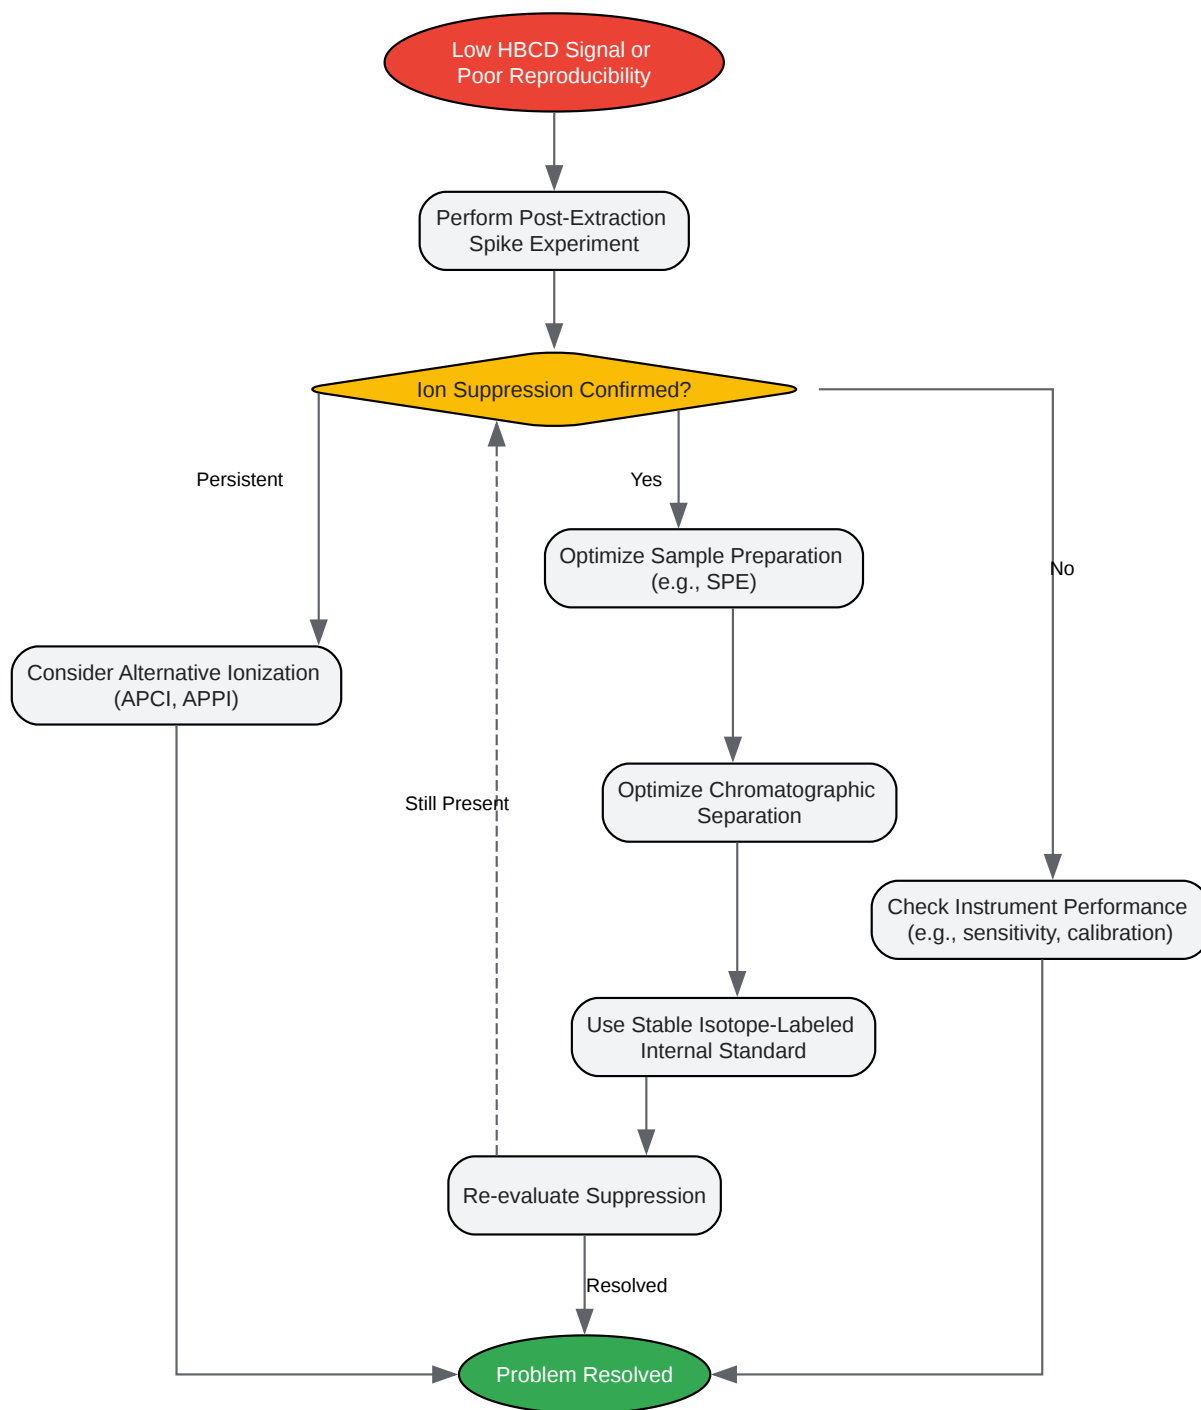 Low HBCD Signal or
Poor Reproducibility
Perform Post-Extraction
Spike Experiment
Ion Suppression Confirmed?
Persistent
Yes
No
Optimize Sample Preparation
(e.g., SPE)
Consider Alternative Ionization
(APCI, APPI)
Still Present
Optimize Chromatographic
Separation
Check Instrument Performance
(e.g., sensitivity, calibration)
Use Stable Isotope-Labeled
Internal Standard
Re-evaluate Suppression
Resolved
Problem Resolved